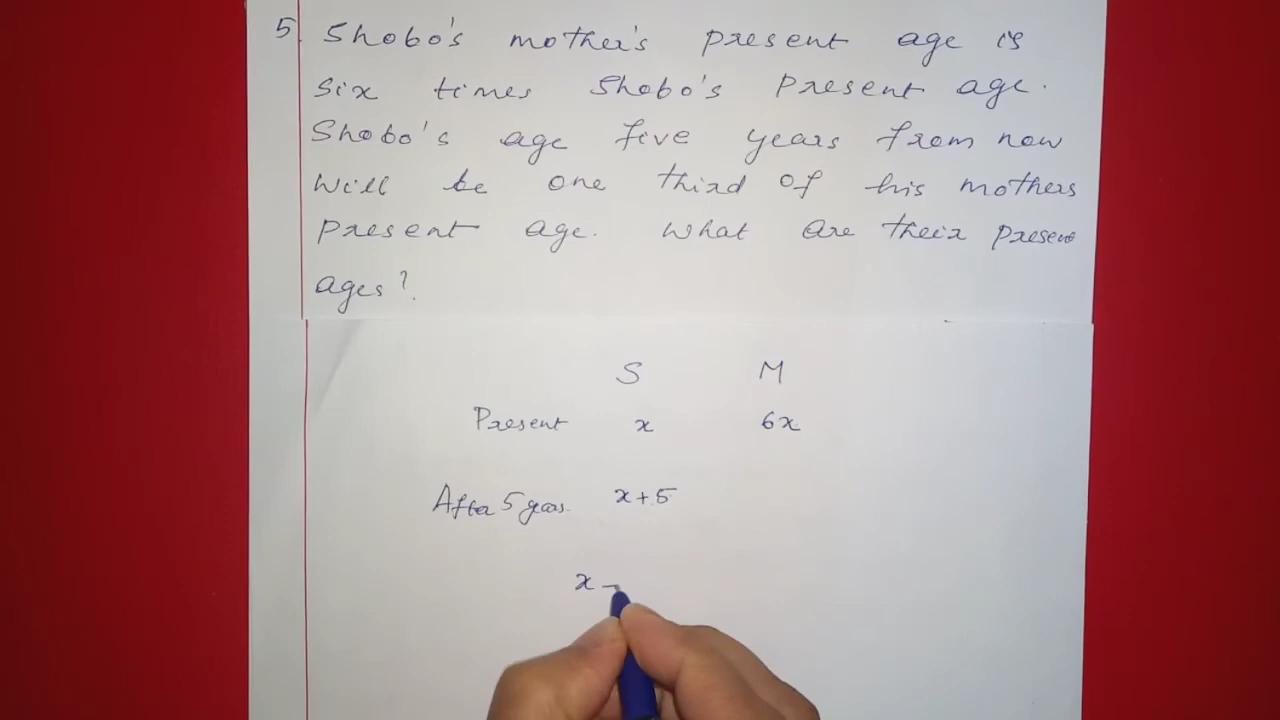 5. Shobo's mother's present age is
six times Shobo's present age.
Shobo's age five years from now
will be one third of his mothers
present age. What are their present
ages?
S M
Present x 6x
After 5 years. x+5
x -